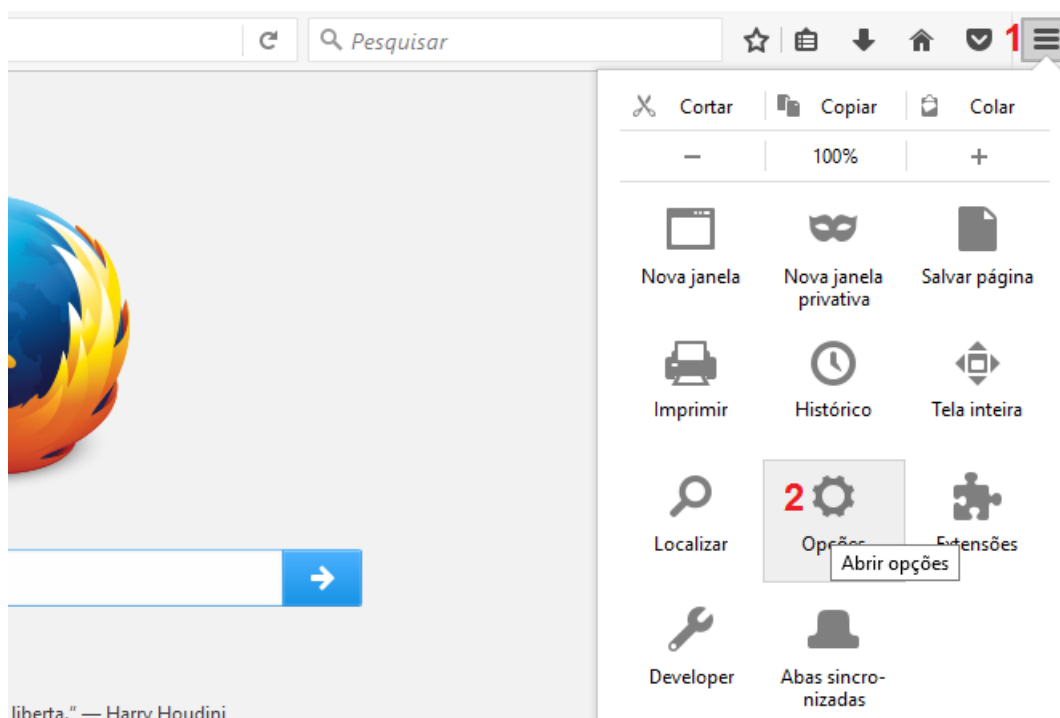 Pesquisar
1
Cortar Copiar Colar
− 100% +
Nova janela
Nova janela
privativa
Salvar página
Imprimir
Histórico
Tela inteira
Localizar
2
Opções
Extensões
Abrir opções
Developer
Abas sincro-
nizadas
liberta." — Harry Houdini